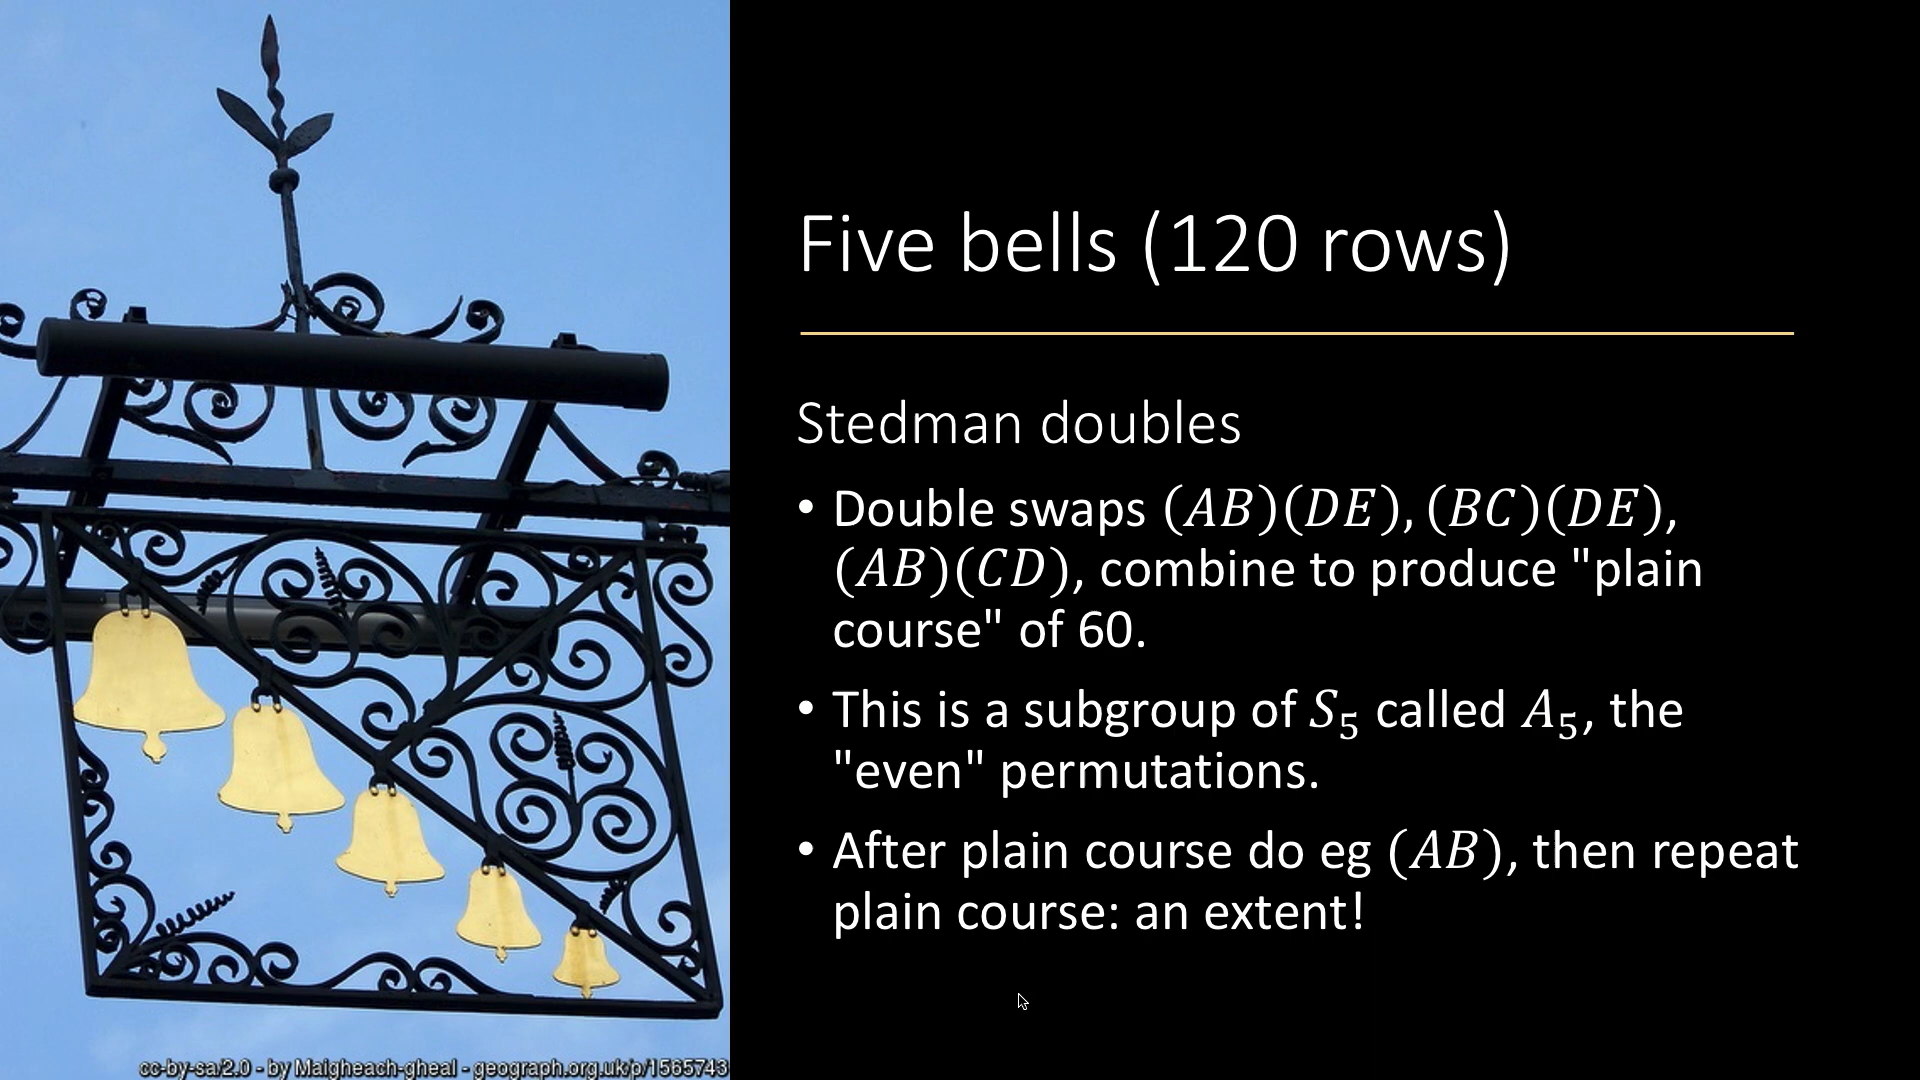 Five bells (120 rows)
Stedman doubles
• Double swaps (AB)(DE), (BC)(DE),
(AB)(CD), combine to produce "plain
course" of 60.
• This is a subgroup of S₅ called A₅, the
"even" permutations.
• After plain course do eg (AB), then repeat
plain course: an extent!
cc-by-sa/2.0 - by Maigheach-gheal - geograph.org.uk/p/1565743